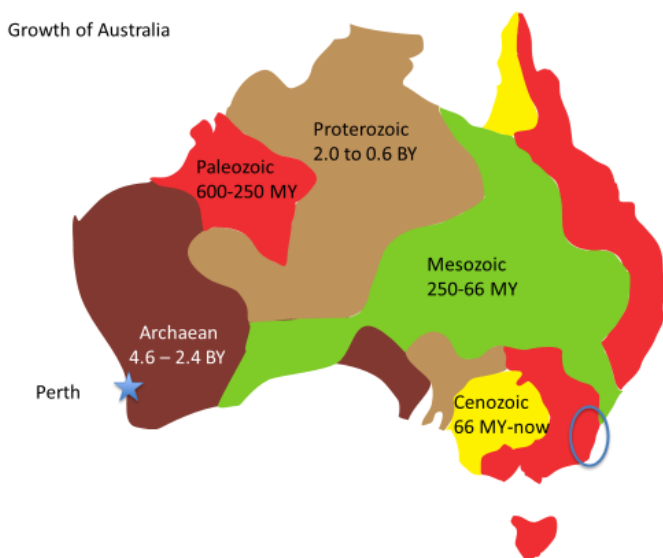 Growth of Australia
Proterozoic
2.0 to 0.6 BY
Paleozoic
600-250 MY
Mesozoic
250-66 MY
Archaean
4.6 – 2.4 BY
Perth
Cenozoic
66 MY-now